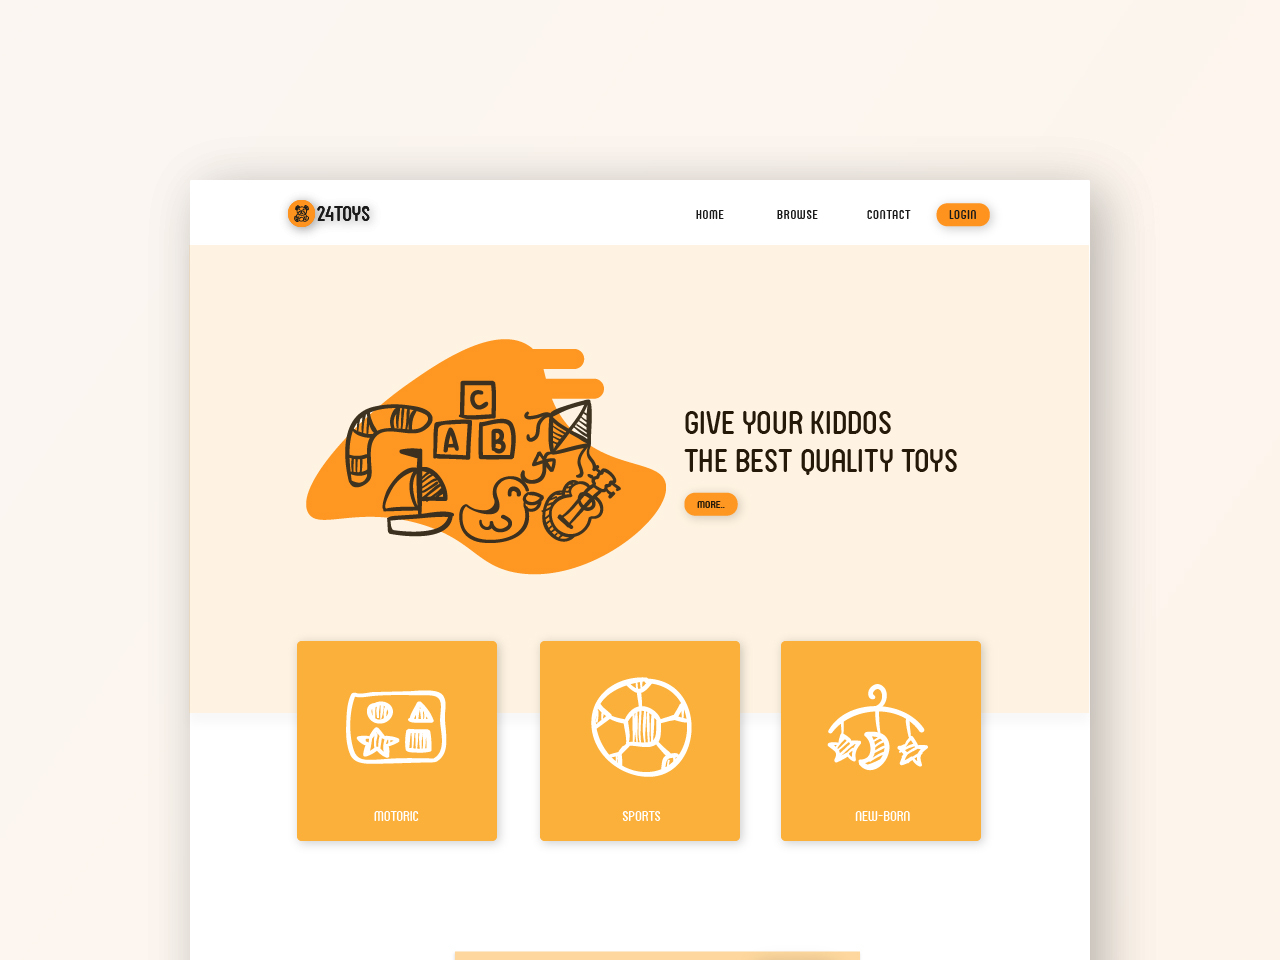 24TOYS
HOME
BROWSE
CONTACT
LOGIN
C
A B
GIVE YOUR KIDDOS
THE BEST QUALITY TOYS
MORE..
MOTORIC
SPORTS
NEW-BORN